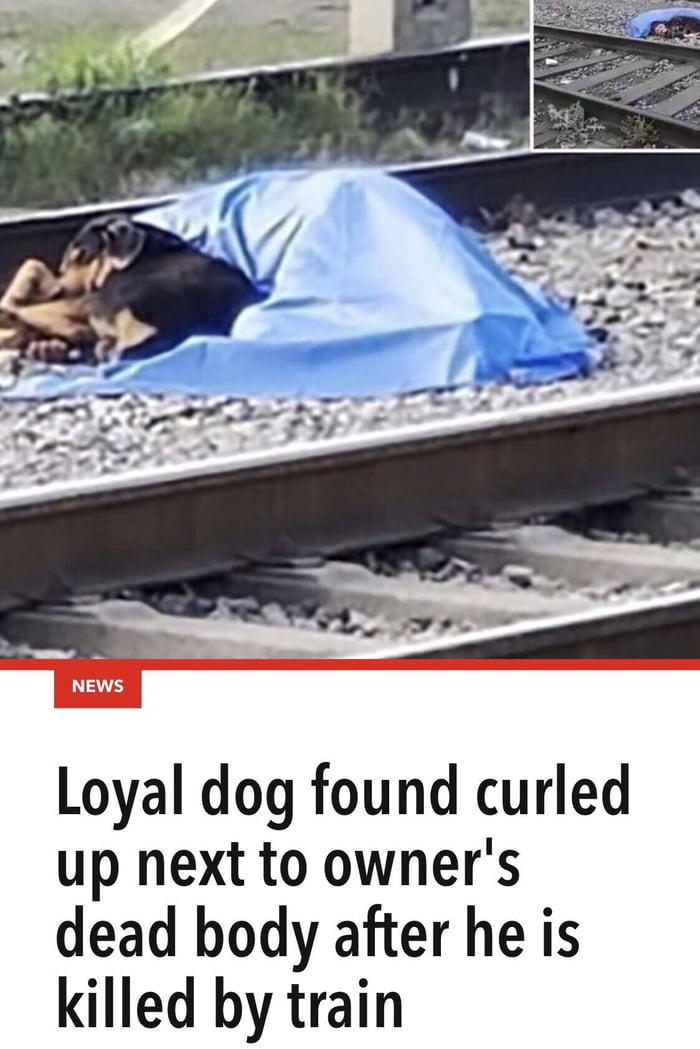 NEWS
Loyal dog found curled
up next to owner's
dead body after he is
killed by train